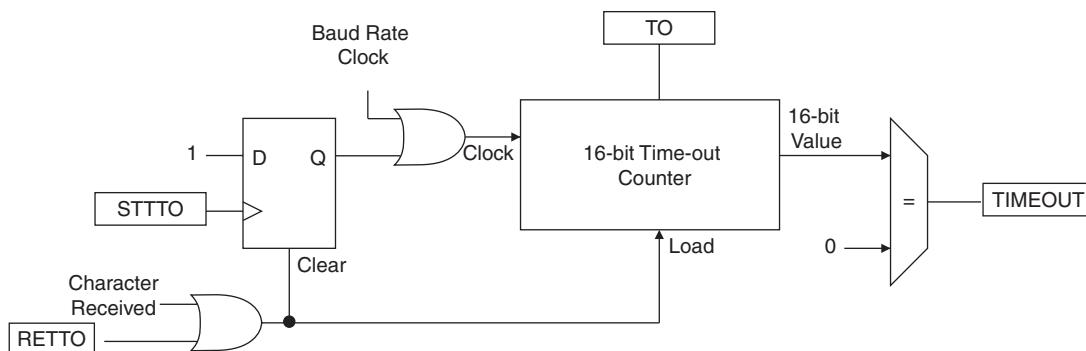 TO
Baud Rate
Clock
16-bit
Value
1
D
Q
Clock
16-bit Time-out
Counter
=
TIMEOUT
STTTO
Clear
Load
0
Character
Received
RETTO